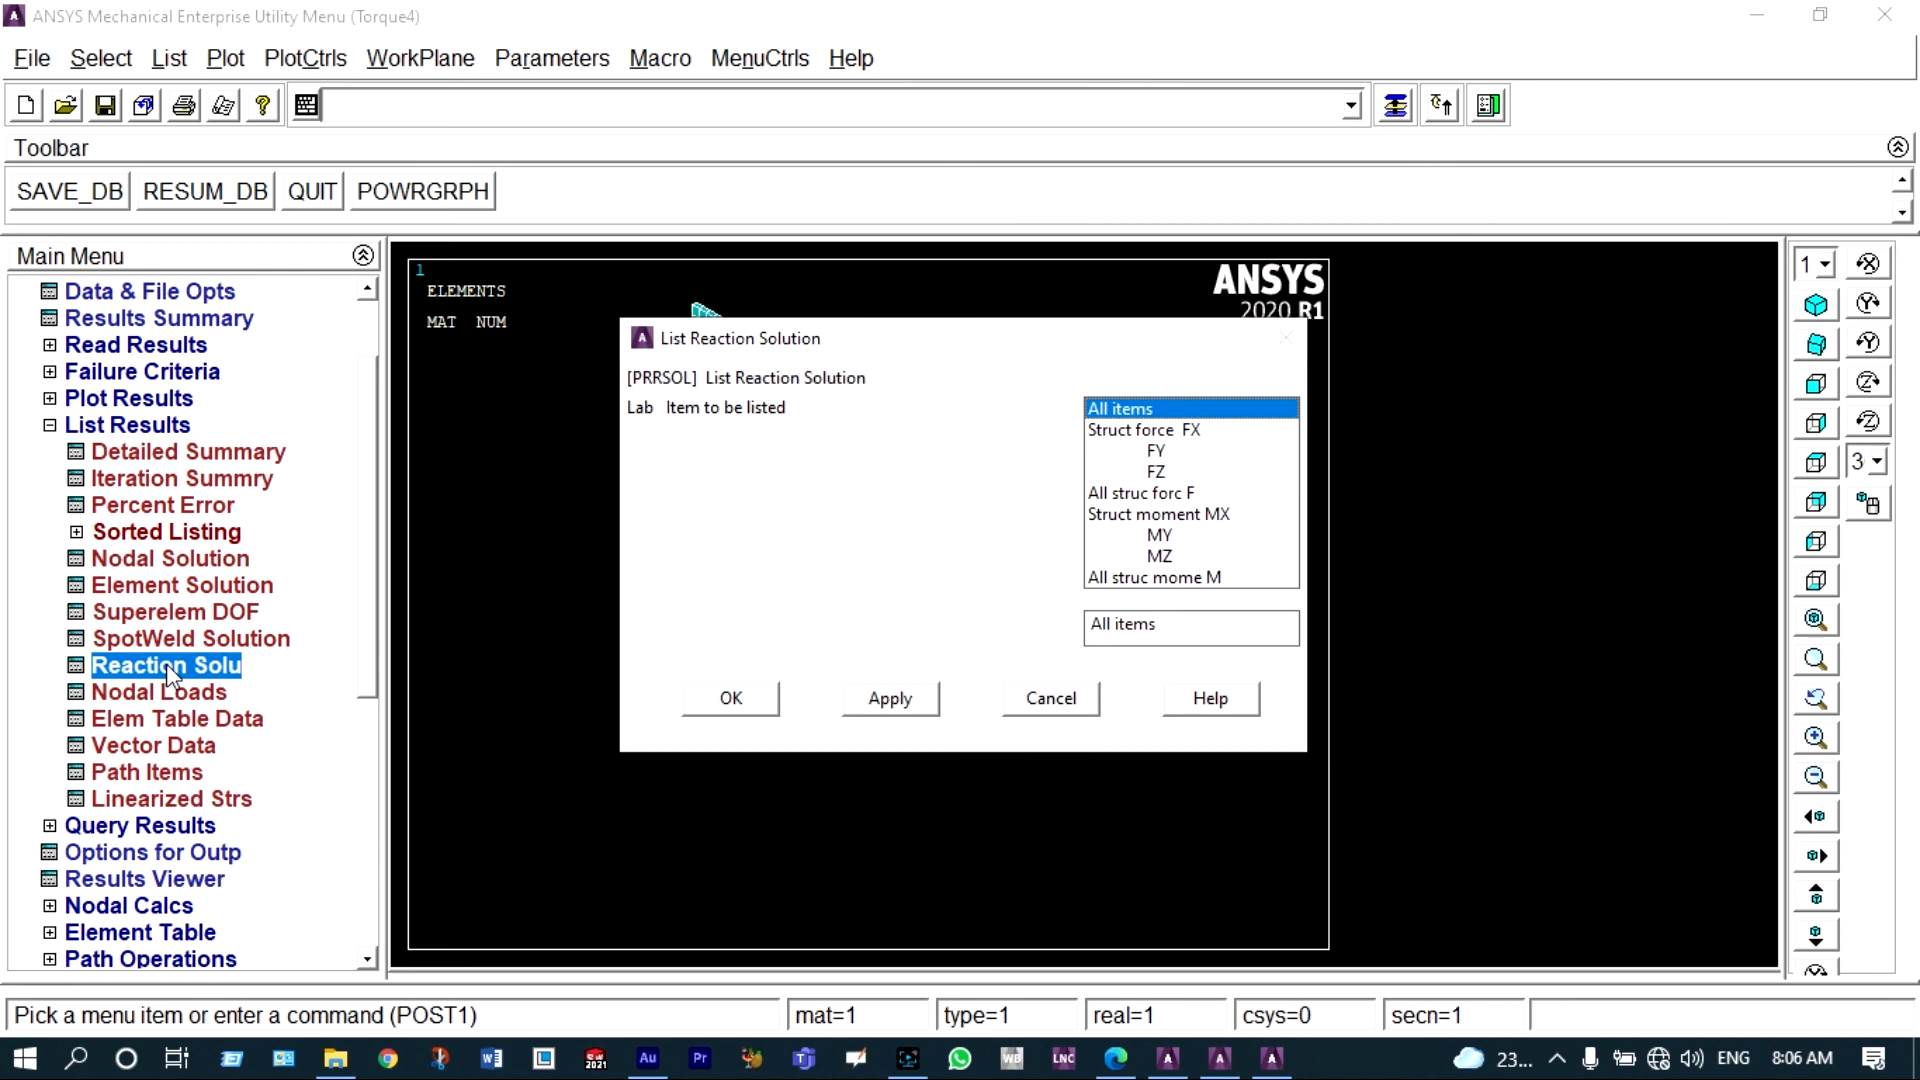 ANSYS Mechanical Enterprise Utility Menu (Torque4)
File Select List Plot PlotCtrls WorkPlane Parameters Macro MenuCtrls Help
Toolbar
SAVE_DB RESUM_DB QUIT POWRGRPH
Main Menu
Data & File Opts
Results Summary
Read Results
Failure Criteria
Plot Results
List Results
Detailed Summary
Iteration Summry
Percent Error
Sorted Listing
Nodal Solution
Element Solution
Superelem DOF
SpotWeld Solution
Reaction Solu
Nodal Loads
Elem Table Data
Vector Data
Path Items
Linearized Strs
Query Results
Options for Outp
Results Viewer
Nodal Calcs
Element Table
Path Operations
1
ELEMENTS
MAT NUM
ANSYS
2020 R1
List Reaction Solution
[PRRSOL] List Reaction Solution
Lab Item to be listed
All items
Struct force FX
FY
FZ
All struc forc F
Struct moment MX
MY
MZ
All struc mome M
All items
OK Apply Cancel Help
1
3
Pick a menu item or enter a command (POST1)
mat=1 type=1 real=1 csys=0 secn=1
SW 2021 Au Pr WB LNC
23... ENG 8:06 AM